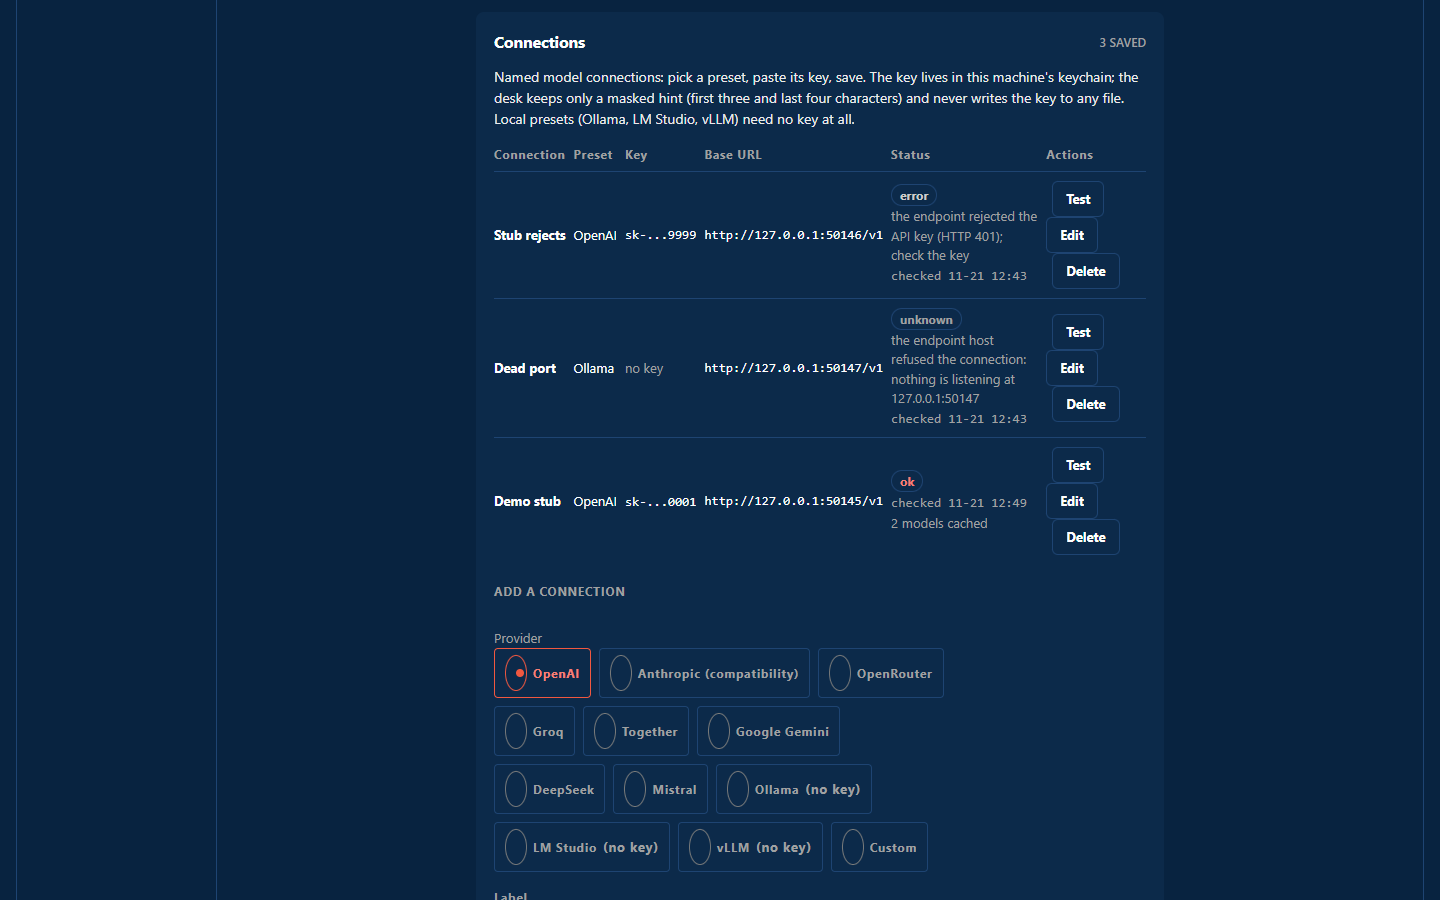 Connections
3 SAVED
Named model connections: pick a preset, paste its key, save. The key lives in this machine's keychain; the
desk keeps only a masked hint (first three and last four characters) and never writes the key to any file.
Local presets (Ollama, LM Studio, vLLM) need no key at all.
Connection Preset Key Base URL Status Actions
Stub rejects OpenAI sk-...9999 http://127.0.0.1:50146/v1
error
the endpoint rejected the
API key (HTTP 401);
check the key
checked 11-21 12:43
Test
Edit
Delete
Dead port Ollama no key http://127.0.0.1:50147/v1
unknown
the endpoint host
refused the connection:
nothing is listening at
127.0.0.1:50147
checked 11-21 12:43
Test
Edit
Delete
Demo stub OpenAI sk-...0001 http://127.0.0.1:50145/v1
ok
checked 11-21 12:49
2 models cached
Test
Edit
Delete
ADD A CONNECTION
Provider
OpenAI Anthropic (compatibility) OpenRouter
Groq Together Google Gemini
DeepSeek Mistral Ollama (no key)
LM Studio (no key) vLLM (no key) Custom
Label